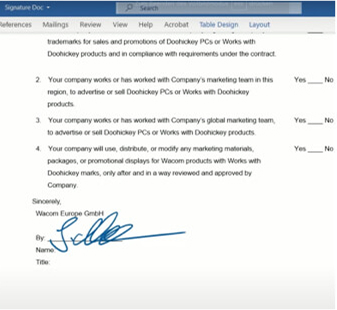 Signature Doc
Search
References Mailings Review View Help Acrobat Table Design Layout
trademarks for sales and promotions of Doohickey PCs or Works with
Doohickey products and in compliance with requirements under the contract.
2. Your company works or has worked with Company's marketing team in this Yes ____ No
region, to advertise or sell Doohickey PCs or Works with Doohickey
products.
3. Your company works or has worked with Company's global marketing team, Yes ____ No
to advertise or sell Doohickey PCs or Works with Doohickey products.
4. Your company will use, distribute, or modify any marketing materials, Yes ____ No
packages, or promotional displays for Wacom products with Works with
Doohickey marks, only after and in a way reviewed and approved by
Company.
Sincerely,
Wacom Europe GmbH
By:
Name:
Title: